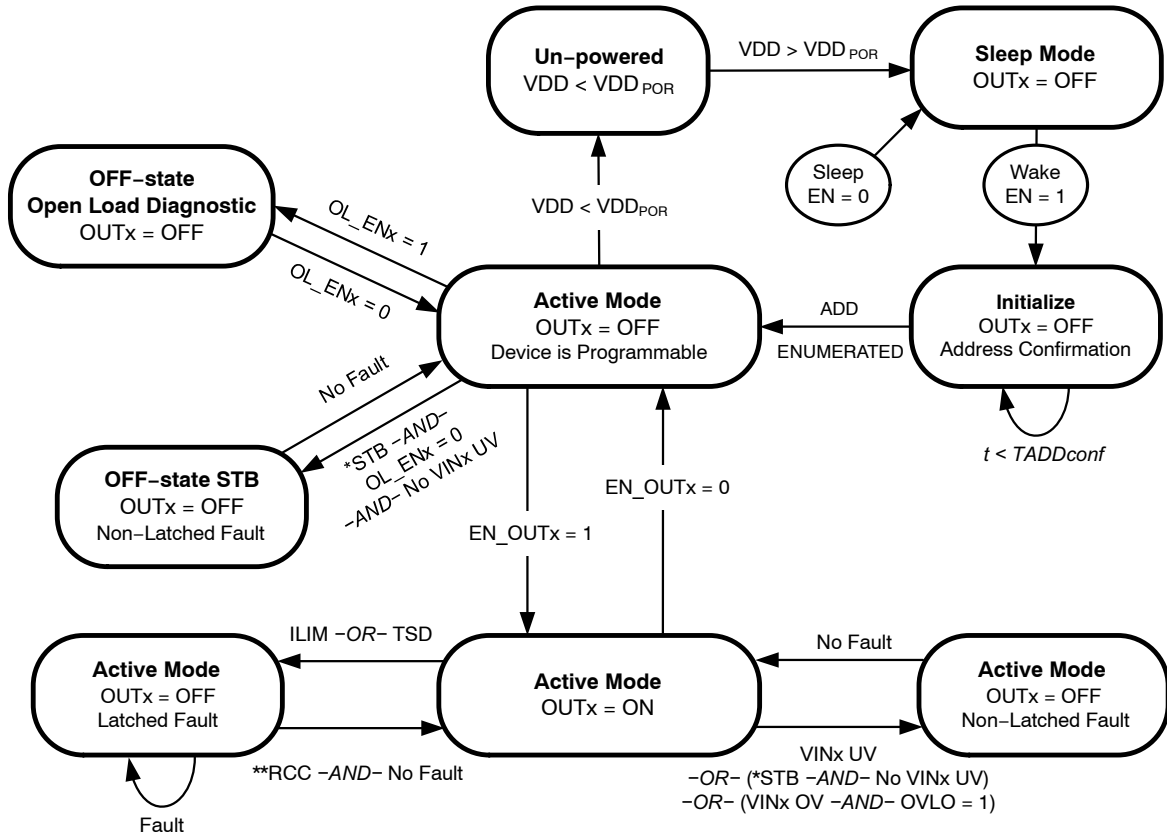 Un-powered
VDD < VDD POR
VDD > VDD POR
Sleep Mode
OUTx = OFF
Sleep
EN = 0
Wake
EN = 1
OFF−state
Open Load Diagnostic
OUTx = OFF
OL_ENx = 1
OL_ENx = 0
VDD < VDDPOR
Active Mode
OUTx = OFF
Device is Programmable
ADD
ENUMERATED
Initialize
OUTx = OFF
Address Confirmation
t < TADDconf
No Fault
*STB −AND−
OL_ENx = 0
−AND− No VINx UV
OFF−state STB
OUTx = OFF
Non−Latched Fault
EN_OUTx = 1
EN_OUTx = 0
ILIM −OR− TSD
Active Mode
OUTx = OFF
Latched Fault
**RCC −AND− No Fault
Fault
Active Mode
OUTx = ON
No Fault
Active Mode
OUTx = OFF
Non−Latched Fault
VINx UV
−OR− (*STB −AND− No VINx UV)
−OR− (VINx OV −AND− OVLO = 1)